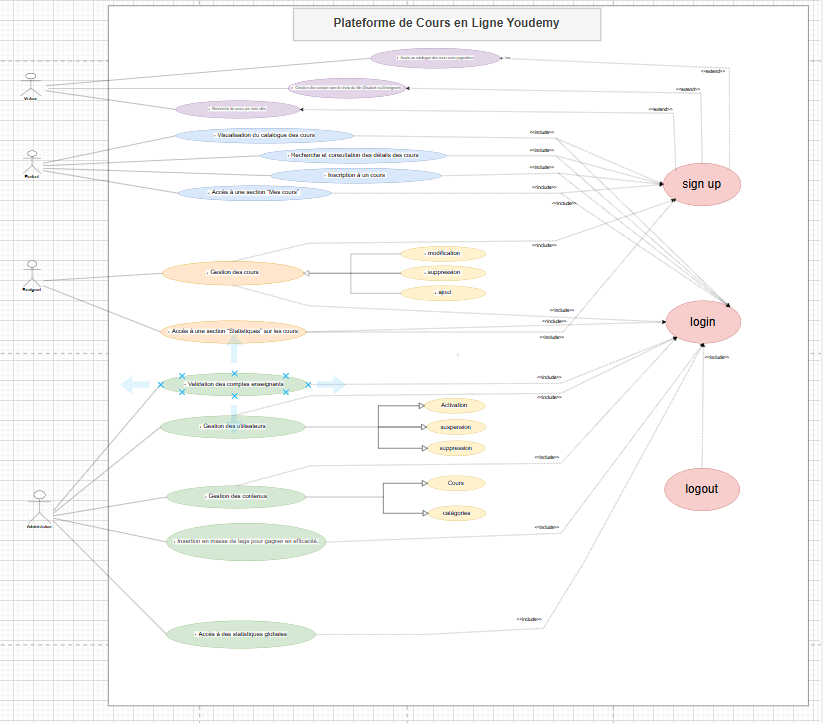 Plateforme de Cours en Ligne Youdemy
- Accès au catalogue des cours avec pagination.
<<extend>>
- Création d'un compte avec le choix du rôle (Étudiant ou Enseignant).
<<extend>>
Visiteur
- Recherche de cours par mots-clés.
<<extend>>
- Visualisation du catalogue des cours
<<include>>
- Recherche et consultation des détails des cours
<<include>>
- Inscription à un cours
<<include>>
Etudiant
- Accès à une section "Mes cours"
<<include>>
sign up
<<include>>
<<include>>
- modification
- Gestion des cours
- suppression
Enseignant
- ajout
<<include>>
<<include>>
login
- Accès à une section "Statistiques" sur les cours
<<include>>
<<include>>
<<include>>
- Validation des comptes enseignants
<<include>>
Activation
- Gestion des utilisateurs
suspension
suppression
<<include>>
Cours
logout
- Gestion des contenus
catégories
<<include>>
- Insertion en masse de tags pour gagner en efficacité.
<<include>>
- Accès à des statistiques globales